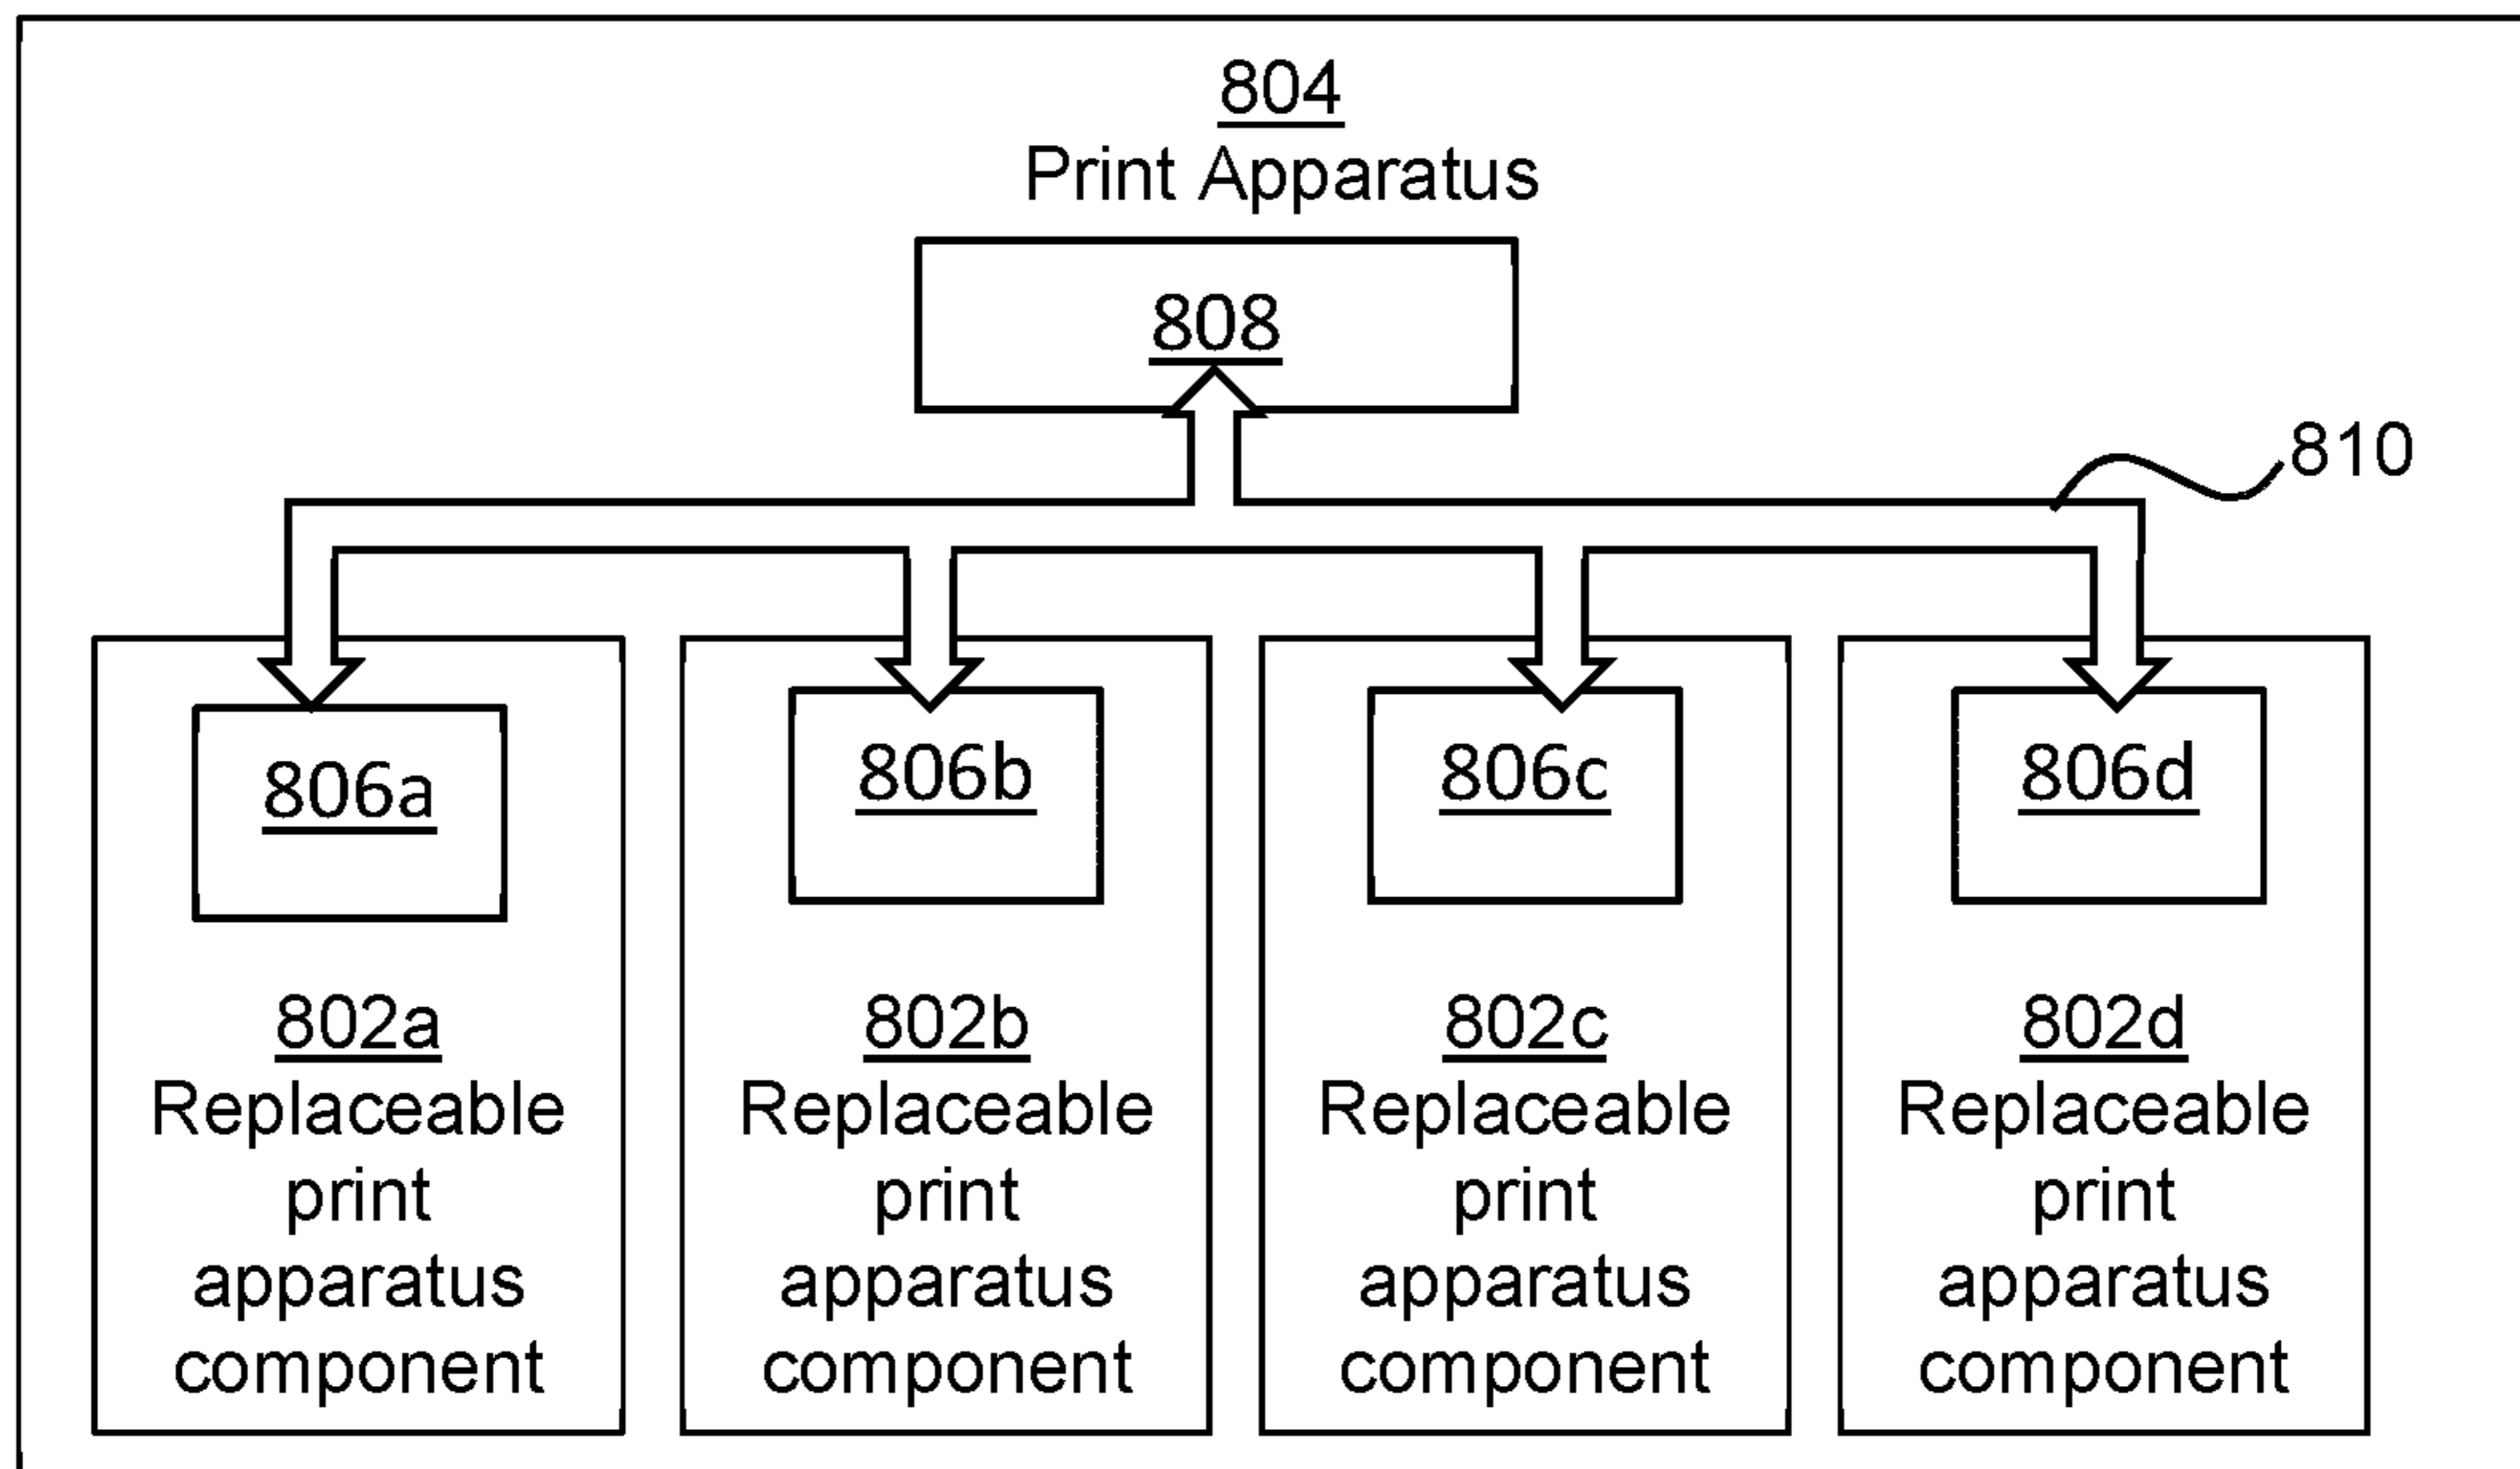 804
Print Apparatus
808
810
806a
806b
806c
806d
802a
Replaceable
print
apparatus
component
802b
Replaceable
print
apparatus
component
802c
Replaceable
print
apparatus
component
802d
Replaceable
print
apparatus
component